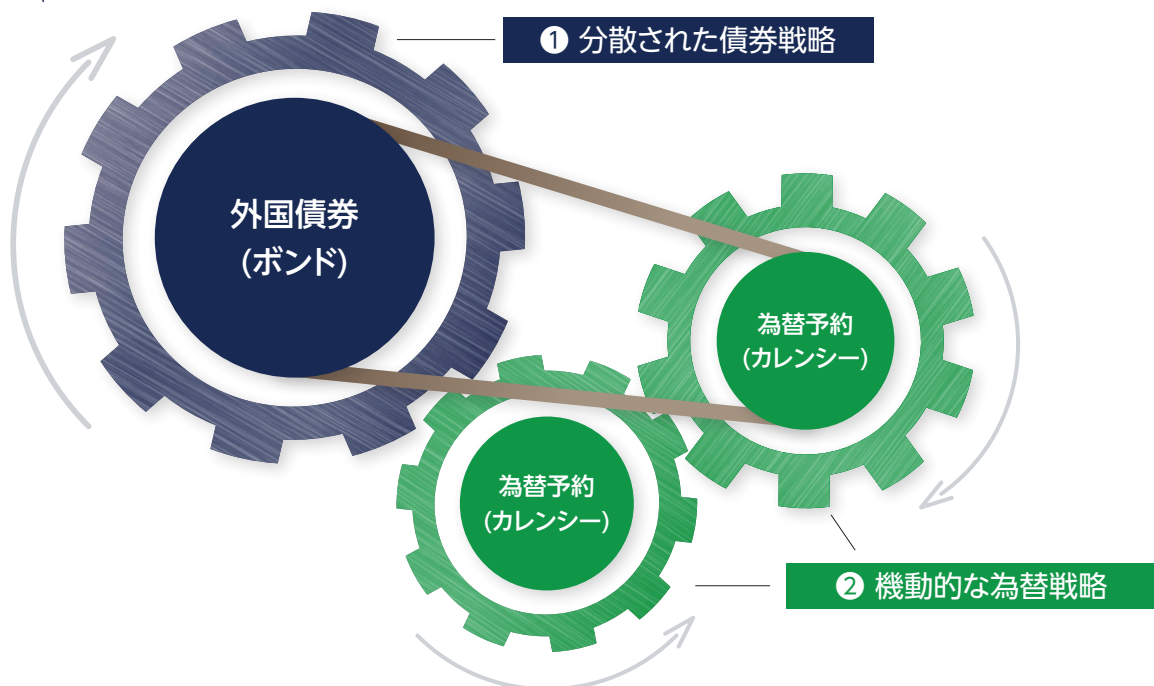 ❶ 分散された債券戦略
外国債券
(ボンド)
為替予約
(カレンシー)
為替予約
(カレンシー)
❷ 機動的な為替戦略